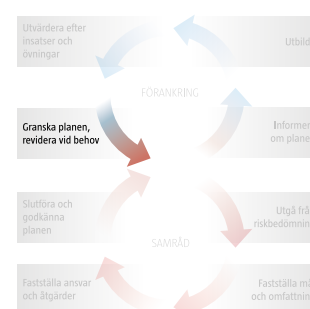 Utvärdera efter
insatser och
övningar
Utbild
FÖRANKRING
Granska planen,
revidera vid behov
Informer
om plane
Slutföra och
godkänna
planen
Utgå frå
riskbedömnin
SAMRÅD
Fastställa ansvar
och åtgärder
Fastställa må
och omfattnin